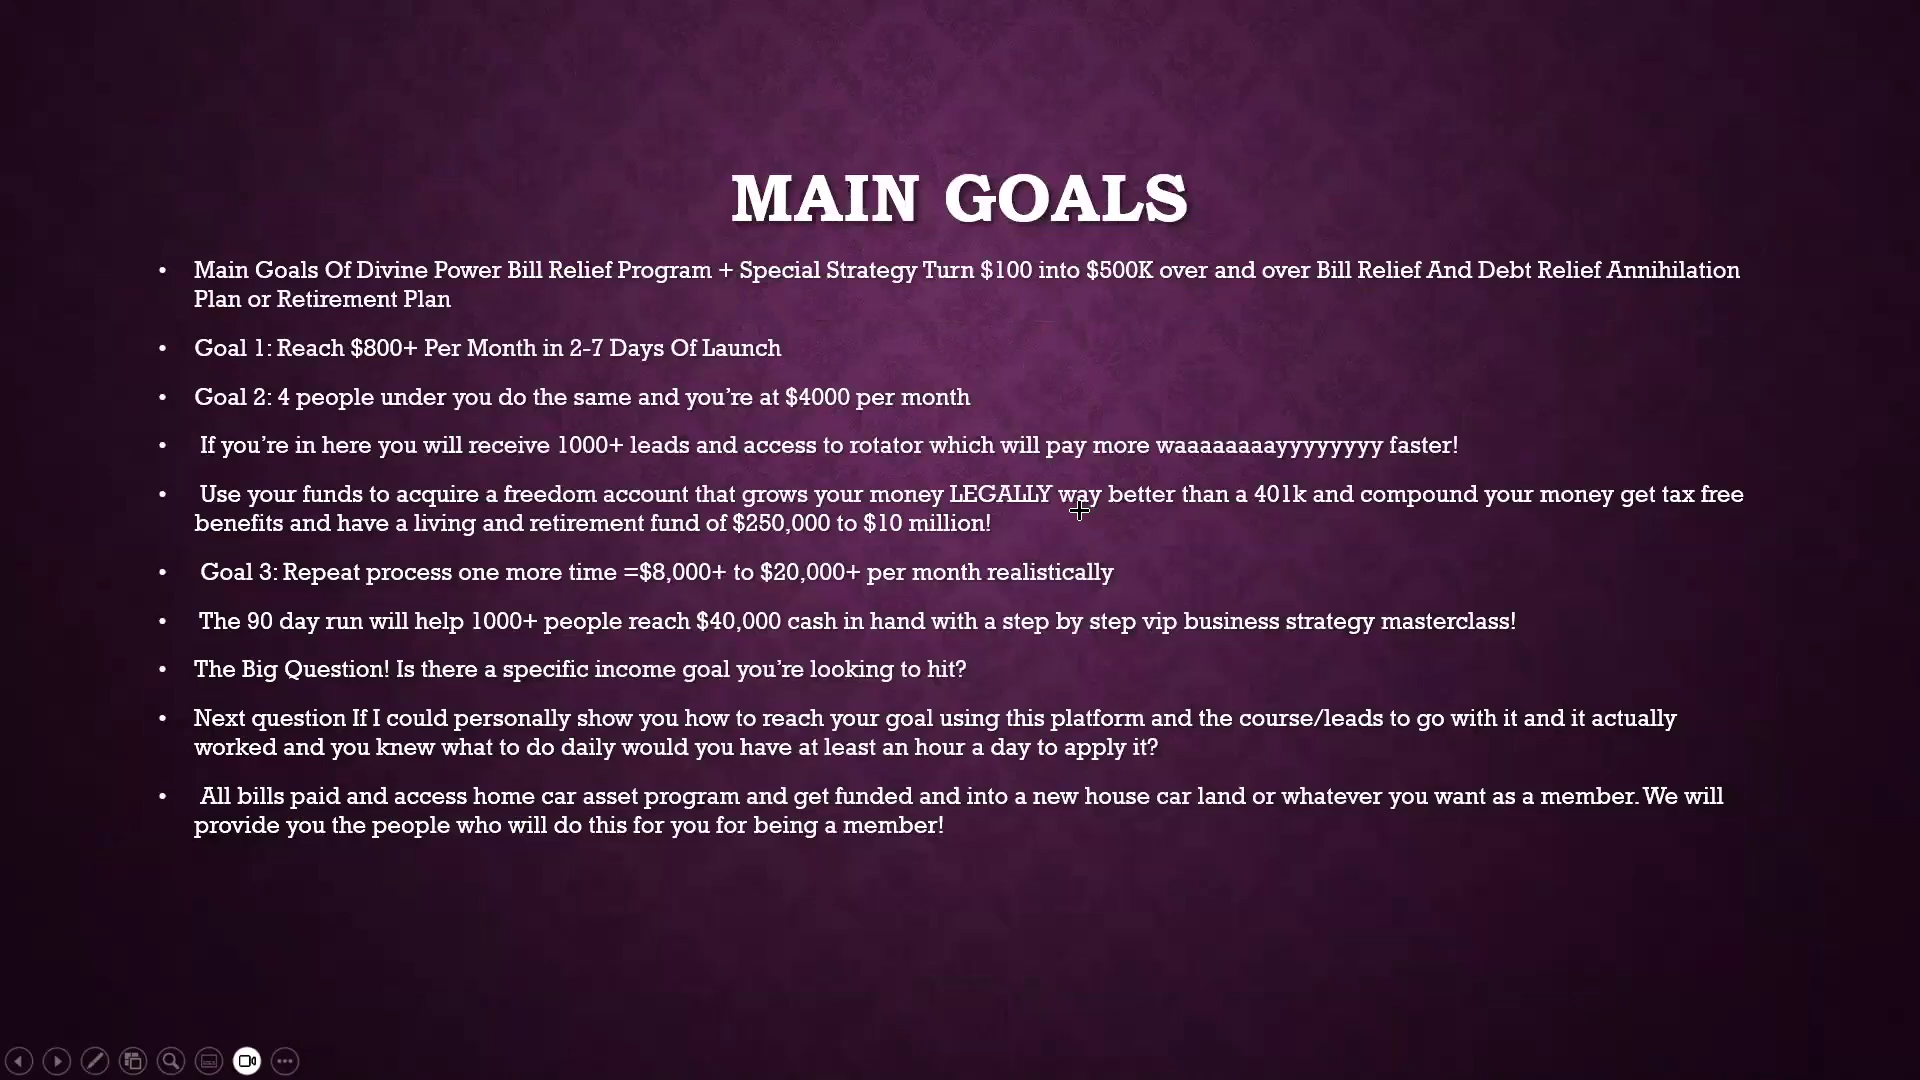 MAIN GOALS
• Main Goals Of Divine Power Bill Relief Program + Special Strategy Turn $100 into $500K over and over Bill Relief And Debt Relief Annihilation
Plan or Retirement Plan
• Goal 1: Reach $800+ Per Month in 2-7 Days Of Launch
• Goal 2: 4 people under you do the same and you’re at $4000 per month
• If you’re in here you will receive 1000+ leads and access to rotator which will pay more waaaaaaaayyyyyyyy faster!
• Use your funds to acquire a freedom account that grows your money LEGALLY way better than a 401k and compound your money get tax free
benefits and have a living and retirement fund of $250,000 to $10 million!
• Goal 3: Repeat process one more time =$8,000+ to $20,000+ per month realistically
• The 90 day run will help 1000+ people reach $40,000 cash in hand with a step by step vip business strategy masterclass!
• The Big Question! Is there a specific income goal you’re looking to hit?
• Next question If I could personally show you how to reach your goal using this platform and the course/leads to go with it and it actually
worked and you knew what to do daily would you have at least an hour a day to apply it?
• All bills paid and access home car asset program and get funded and into a new house car land or whatever you want as a member. We will
provide you the people who will do this for you for being a member!